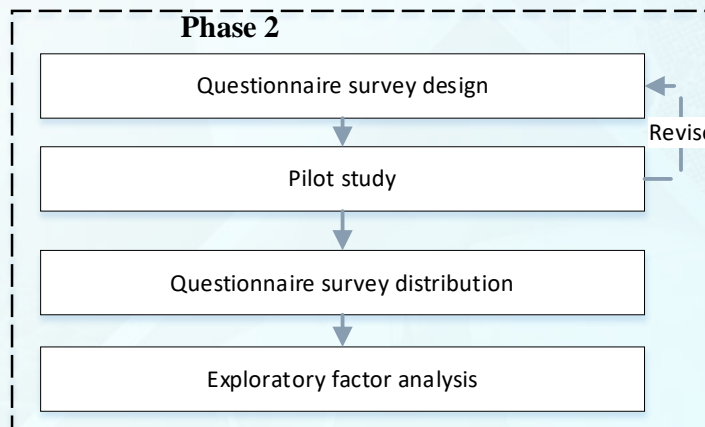 Phase 2
Questionnaire survey design
Revise
Pilot study
Questionnaire survey distribution
Exploratory factor analysis